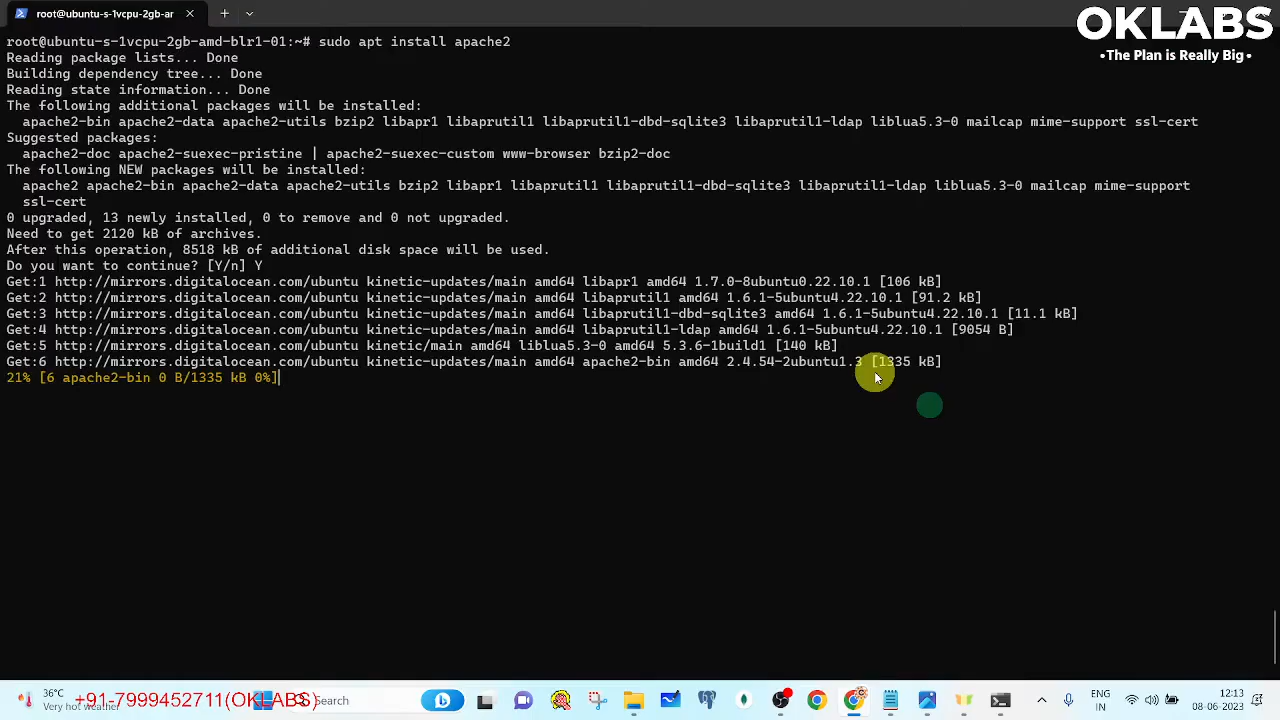 root@ubuntu-s-1vcpu-2gb-ar
OKLABS
•The Plan is Really Big•
root@ubuntu-s-1vcpu-2gb-amd-blr1-01:~# sudo apt install apache2
Reading package lists... Done
Building dependency tree... Done
Reading state information... Done
The following additional packages will be installed:
apache2-bin apache2-data apache2-utils bzip2 libapr1 libaprutil1 libaprutil1-dbd-sqlite3 libaprutil1-ldap liblua5.3-0 mailcap mime-support ssl-cert
Suggested packages:
apache2-doc apache2-suexec-pristine | apache2-suexec-custom www-browser bzip2-doc
The following NEW packages will be installed:
apache2 apache2-bin apache2-data apache2-utils bzip2 libapr1 libaprutil1 libaprutil1-dbd-sqlite3 libaprutil1-ldap liblua5.3-0 mailcap mime-support
ssl-cert
0 upgraded, 13 newly installed, 0 to remove and 0 not upgraded.
Need to get 2120 kB of archives.
After this operation, 8518 kB of additional disk space will be used.
Do you want to continue? [Y/n] Y
Get:1 http://mirrors.digitalocean.com/ubuntu kinetic-updates/main amd64 libapr1 amd64 1.7.0-8ubuntu0.22.10.1 [106 kB]
Get:2 http://mirrors.digitalocean.com/ubuntu kinetic-updates/main amd64 libaprutil1 amd64 1.6.1-5ubuntu4.22.10.1 [91.2 kB]
Get:3 http://mirrors.digitalocean.com/ubuntu kinetic-updates/main amd64 libaprutil1-dbd-sqlite3 amd64 1.6.1-5ubuntu4.22.10.1 [11.1 kB]
Get:4 http://mirrors.digitalocean.com/ubuntu kinetic-updates/main amd64 libaprutil1-ldap amd64 1.6.1-5ubuntu4.22.10.1 [9054 B]
Get:5 http://mirrors.digitalocean.com/ubuntu kinetic/main amd64 liblua5.3-0 amd64 5.3.6-1build1 [140 kB]
Get:6 http://mirrors.digitalocean.com/ubuntu kinetic-updates/main amd64 apache2-bin amd64 2.4.54-2ubuntu1.3 [1335 kB]
21% [6 apache2-bin 0 B/1335 kB 0%]
36°C
Very hot
+91-7999452711(OKLABS)
Search
ENG
IN
12:13
08-06-2023